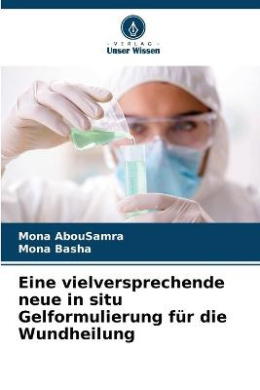 VERLAG
Unser Wissen
Mona AbouSamra
Mona Basha
Eine vielversprechende
neue in situ
Gelformulierung für die
Wundheilung